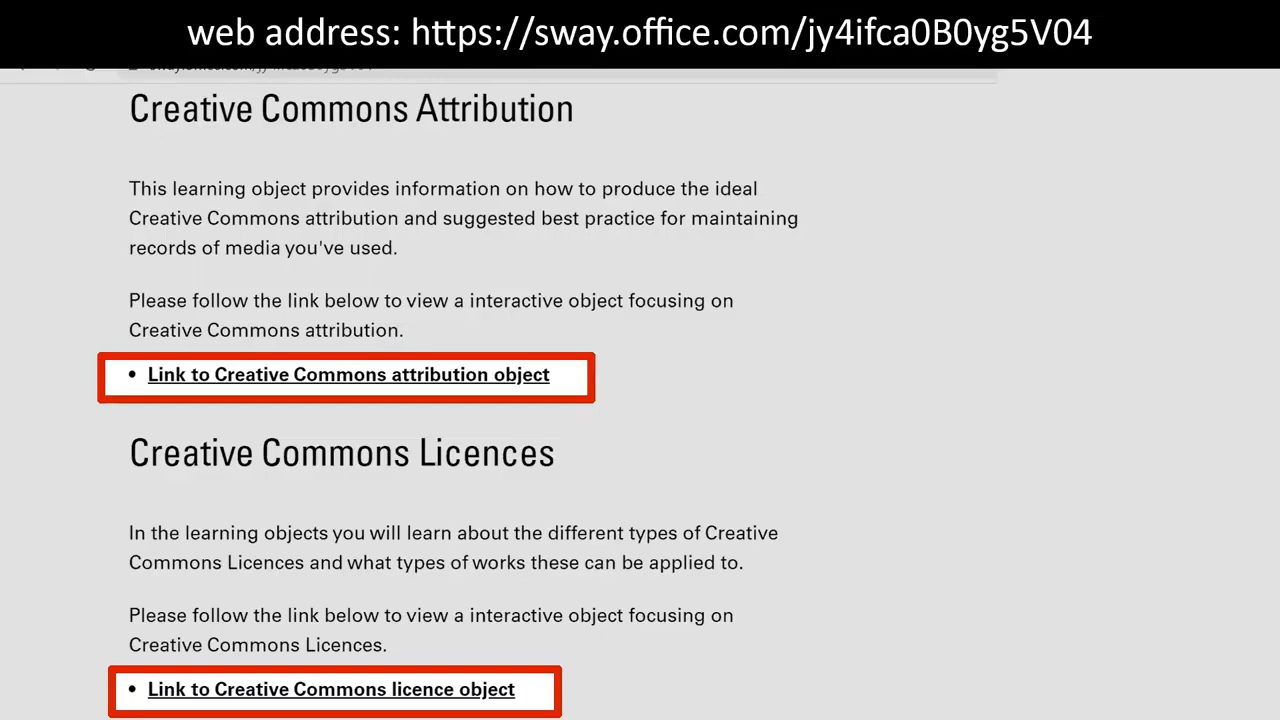 web address: https://sway.office.com/jy4ifca0B0yg5V04
Creative Commons Attribution
This learning object provides information on how to produce the ideal
Creative Commons attribution and suggested best practice for maintaining
records of media you've used.
Please follow the link below to view a interactive object focusing on
Creative Commons attribution.
• Link to Creative Commons attribution object
Creative Commons Licences
In the learning objects you will learn about the different types of Creative
Commons Licences and what types of works these can be applied to.
Please follow the link below to view a interactive object focusing on
Creative Commons Licences.
• Link to Creative Commons licence object